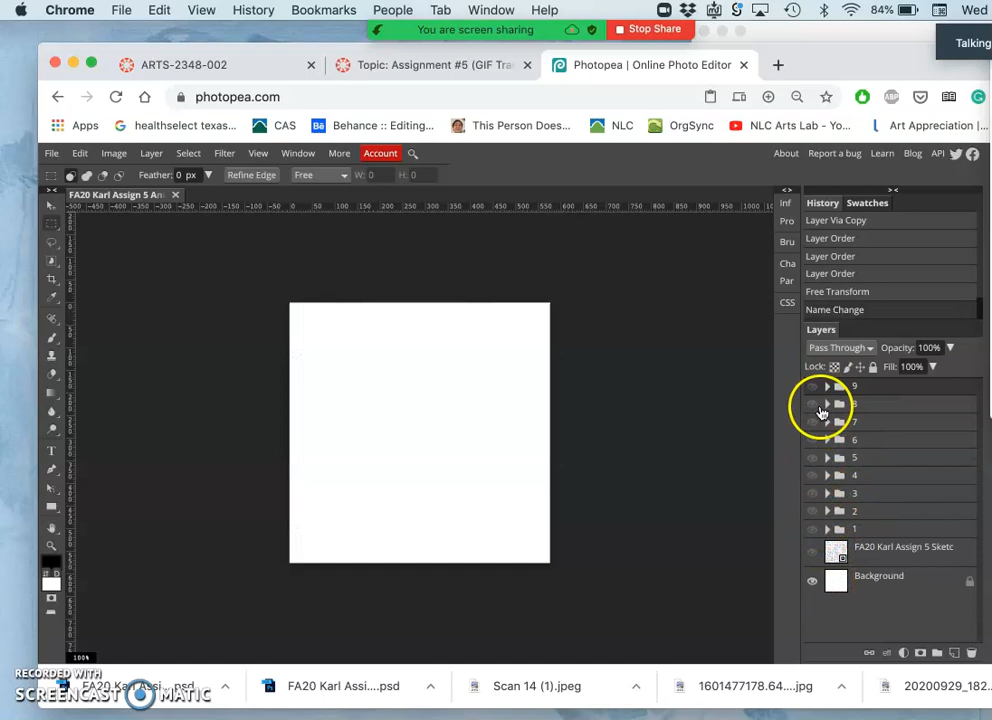 Chrome File Edit View History Bookmarks People Tab Window Help 84% Wed
You are screen sharing Stop Share
Talking
ARTS-2348-002 Topic: Assignment #5 (GIF Tra Photopea | Online Photo Editor
photopea.com
Apps healthselect texas... CAS Behance :: Editing... This Person Does... NLC OrgSync NLC Arts Lab - Yo... Art Appreciation |
File Edit Image Layer Select Filter View Window More Account About Report a bug Learn Blog API
Feather: 0 px Refine Edge Free W: 0 H: 0
FA20 Karl Assign 5 Ani
Inf
Pro
Bru
Cha
Par
CSS
History Swatches
Layer Via Copy
Layer Order
Layer Order
Layer Order
Free Transform
Name Change
Layers
Pass Through Opacity: 100%
Lock: Fill: 100%
9
8
7
6
5
4
3
2
1
FA20 Karl Assign 5 Sketc
Background
100%
RECORDED WITH
SCREENCAST MATIC
FA20 Karl Assi....psd FA20 Karl Assi....psd Scan 14 (1).jpeg 1601477178.64....jpg 20200929_182...